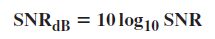 SNR_dB = 10 log_10 SNR